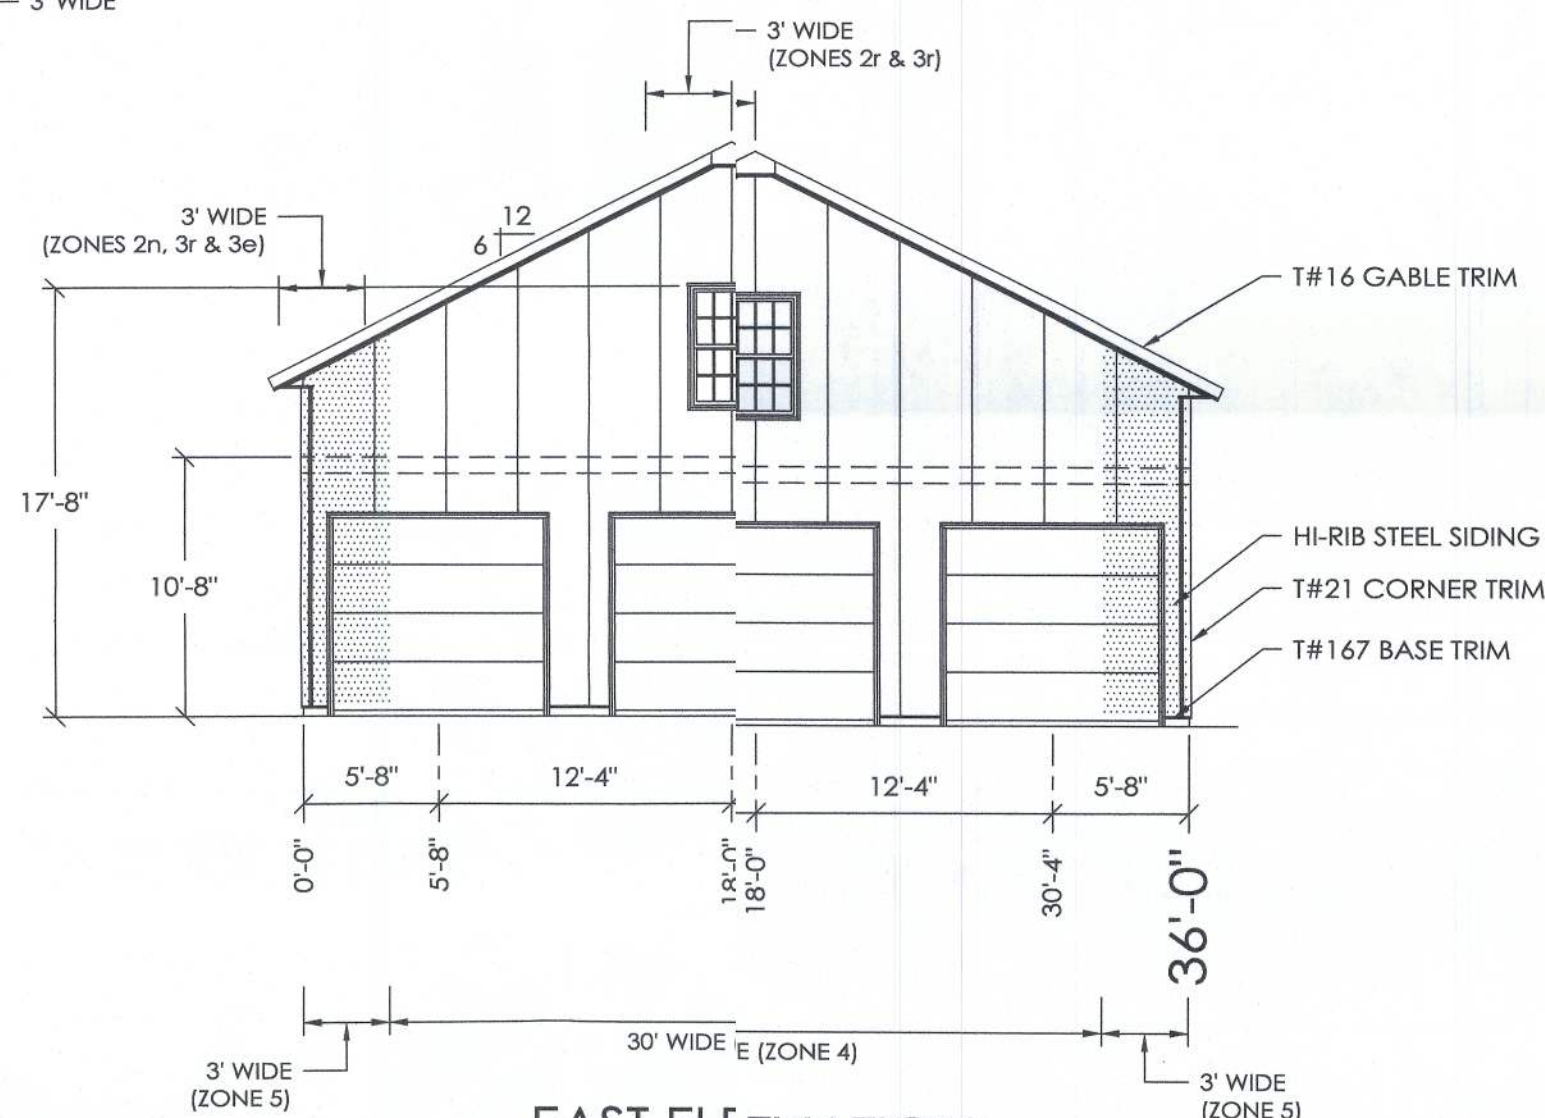 3' WIDE
3' WIDE
(ZONES 2r & 3r)
3' WIDE
(ZONES 2n, 3r & 3e)
12
6
T#16 GABLE TRIM
17'-8"
10'-8"
HI-RIB STEEL SIDING
T#21 CORNER TRIM
T#167 BASE TRIM
5'-8"
12'-4"
12'-4"
5'-8"
0'-0"
5'-8"
18'-0"
18'-0"
30'-4"
36'-0"
30' WIDE
E (ZONE 4)
3' WIDE
(ZONE 5)
3' WIDE
(ZONE 5)
EAST